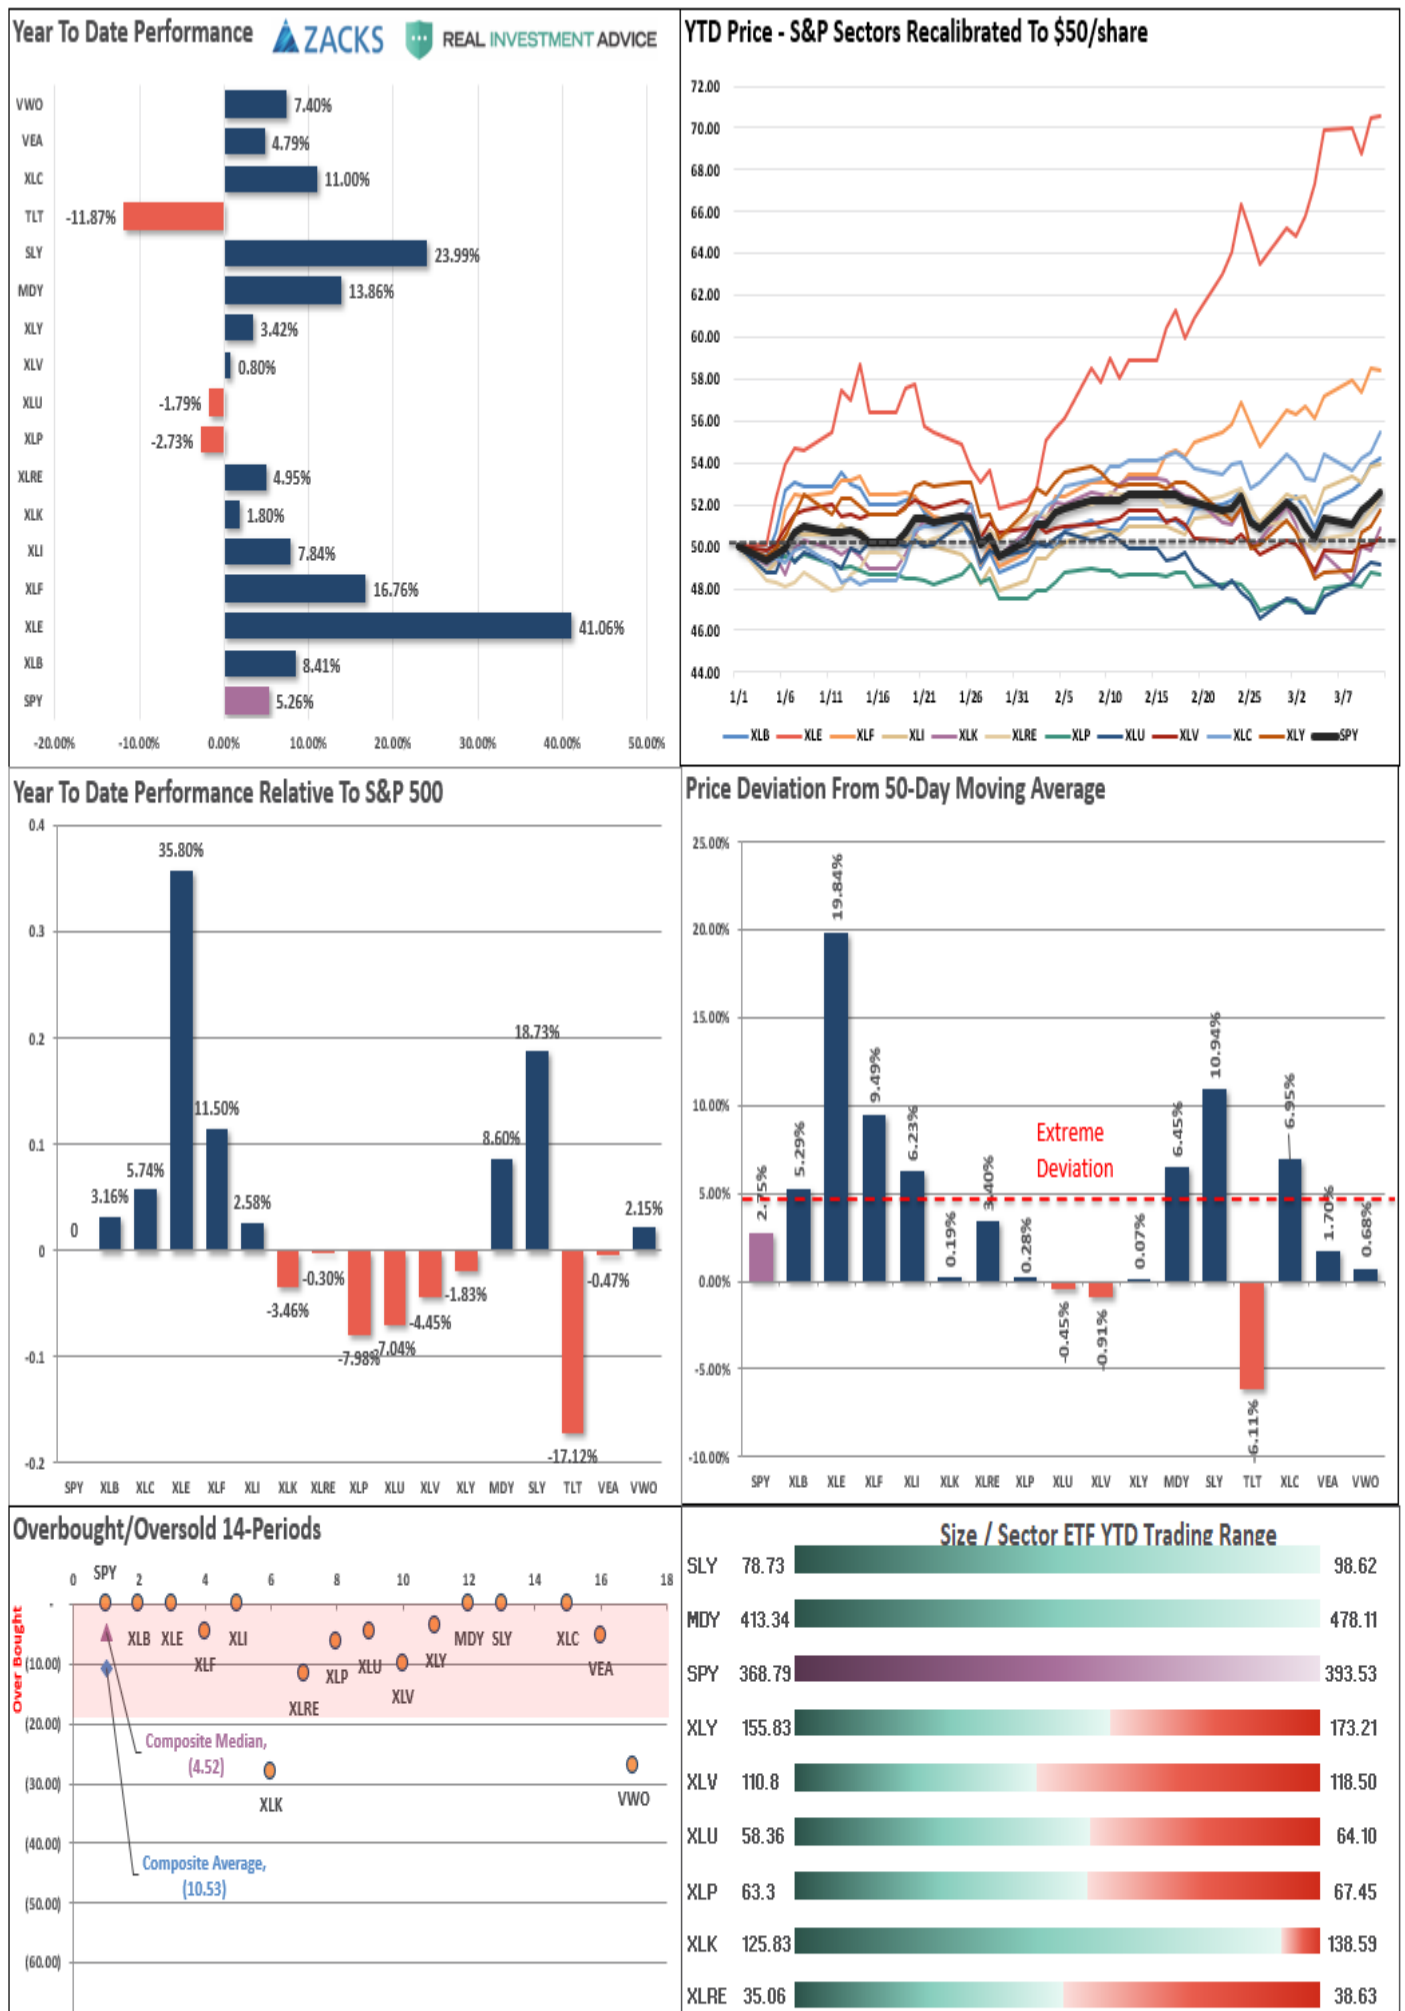 Year To Date Performance
ZACKS
REAL INVESTMENT ADVICE
VWO 7.40%
VEA 4.79%
XLC 11.00%
TLT -11.87%
SLY 23.99%
MDY 13.86%
XLY 3.42%
XLV 0.80%
XLU -1.79%
XLP -2.73%
XLRE 4.95%
XLK 1.80%
XLI 7.84%
XLF 16.76%
XLE 41.06%
XLB 8.41%
SPY 5.26%
-20.00% -10.00% 0.00% 10.00% 20.00% 30.00% 40.00% 50.00%
YTD Price - S&P Sectors Recalibrated To $50/share
72.00
70.00
68.00
66.00
64.00
62.00
60.00
58.00
56.00
54.00
52.00
50.00
48.00
46.00
44.00
1/1 1/6 1/11 1/16 1/21 1/26 1/31 2/5 2/10 2/15 2/20 2/25 3/2 3/7
XLB XLE XLF XLI XLK XLRE XLP XLU XLV XLC XLY SPY
Year To Date Performance Relative To S&P 500
0.4
0.3
0.2
0.1
0
-0.1
-0.2
0 3.16% 5.74% 35.80% 11.50% 2.58% -3.46% -0.30% -7.98% -7.04% -4.45% -1.83% 8.60% 18.73% -17.12% -0.47% 2.15%
SPY XLB XLC XLE XLF XLI XLK XLRE XLP XLU XLV XLY MDY SLY TLT VEA VWO
Price Deviation From 50-Day Moving Average
25.00%
20.00%
15.00%
10.00%
5.00%
0.00%
-5.00%
-10.00%
2.75% 5.29% 19.84% 9.49% 6.23% 0.19% 3.40% 0.28% -0.45% -0.91% 0.07% 6.45% 10.94% -6.11% 6.95% 1.70% 0.68%
Extreme
Deviation
SPY XLB XLE XLF XLI XLK XLRE XLP XLU XLV XLY MDY SLY TLT XLC VEA VWO
Overbought/Oversold 14-Periods
SPY
0 2 4 6 8 10 12 14 16 18
-
(10.00)
(20.00)
(30.00)
(40.00)
(50.00)
(60.00)
Over Bought
XLB XLE XLF XLI XLK XLRE XLP XLU XLV XLY MDY SLY XLC VEA VWO
Composite Median,
(4.52)
Composite Average,
(10.53)
Size / Sector ETF YTD Trading Range
SLY 78.73 98.62
MDY 413.34 478.11
SPY 368.79 393.53
XLY 155.83 173.21
XLV 110.8 118.50
XLU 58.36 64.10
XLP 63.3 67.45
XLK 125.83 138.59
XLRE 35.06 38.63